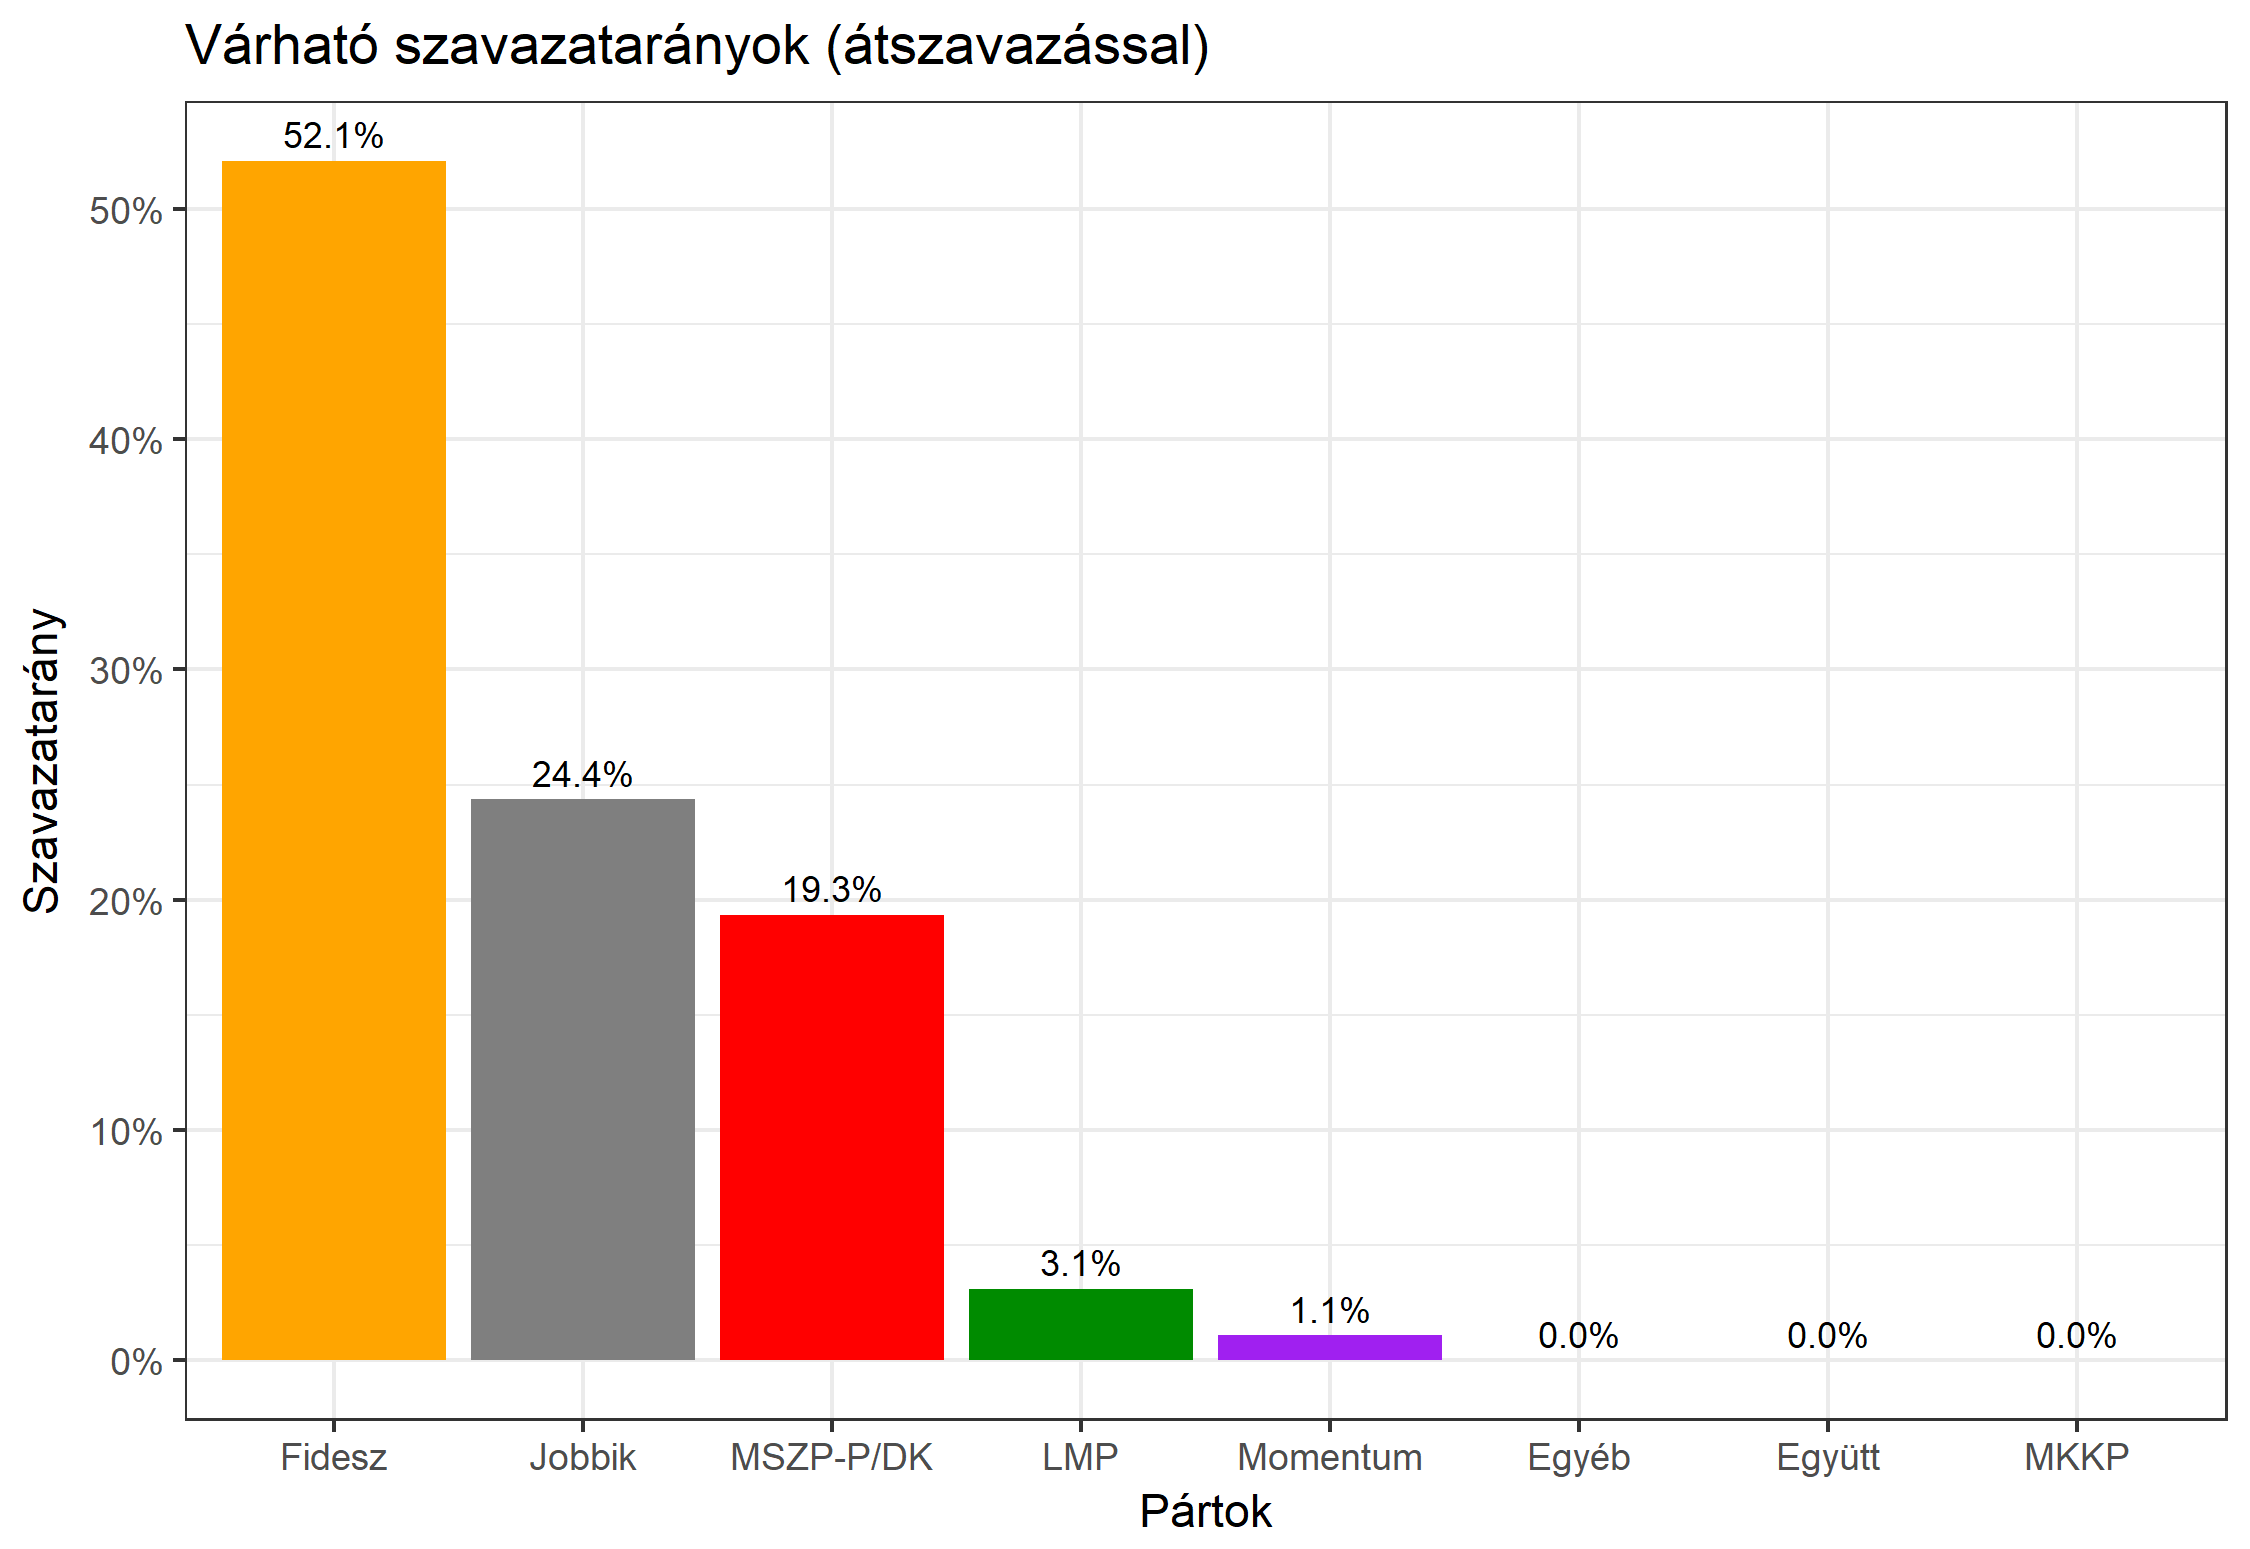 Várható szavazatarányok (átszavazással)
Szavazatarány
50%
40%
30%
20%
10%
0%
52.1%
24.4%
19.3%
3.1%
1.1%
0.0%
0.0%
0.0%
Fidesz
Jobbik
MSZP-P/DK
LMP
Momentum
Egyéb
Együtt
MKKP
Pártok